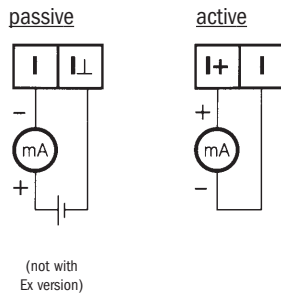 passive active
I I⊥ I+ I
− +
mA mA
+ −
(not with
Ex version)